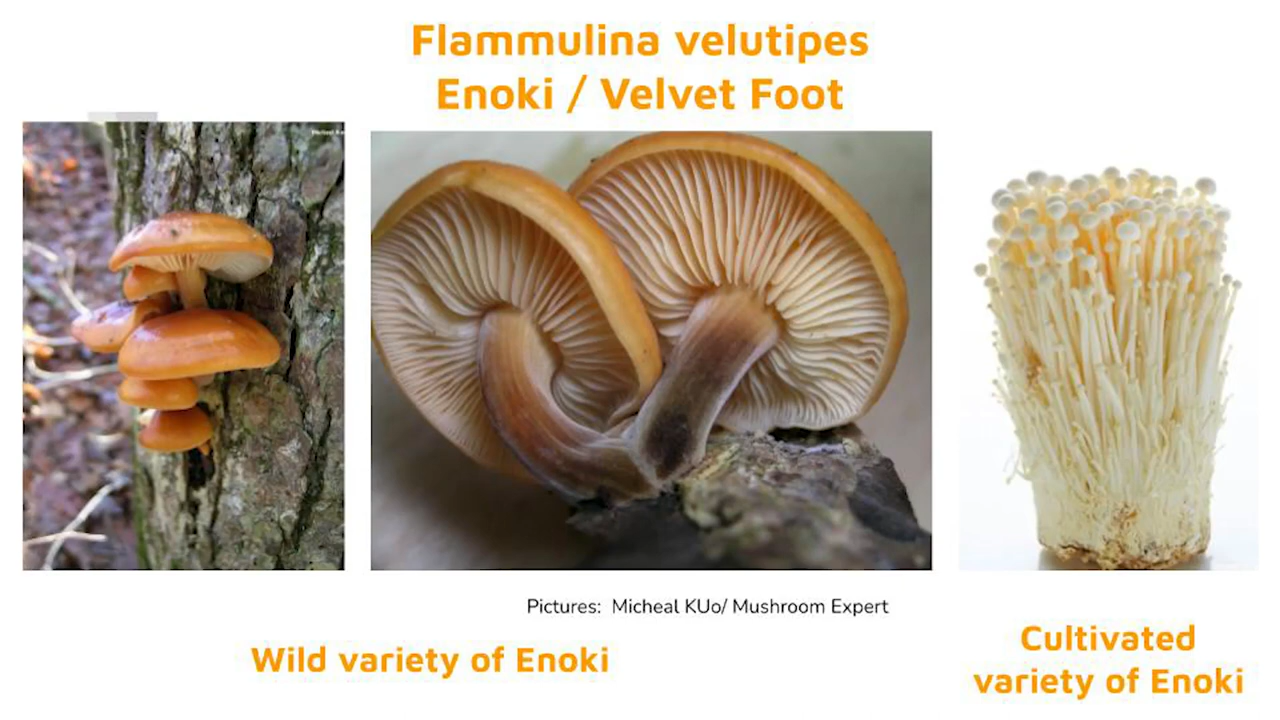 Flammulina velutipes
Enoki / Velvet Foot
Pictures:  Micheal KUo/ Mushroom Expert
Wild variety of Enoki
Cultivated
variety of Enoki